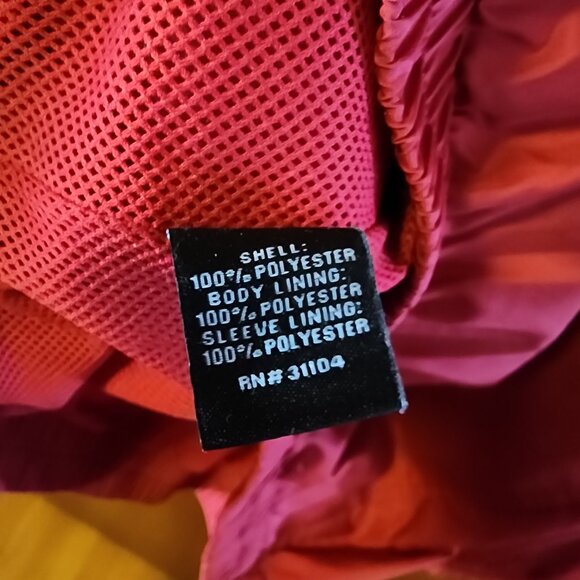 SHELL:
100% POLYESTER
BODY LINING:
100% POLYESTER
SLEEVE LINING:
100% POLYESTER
RN# 31104